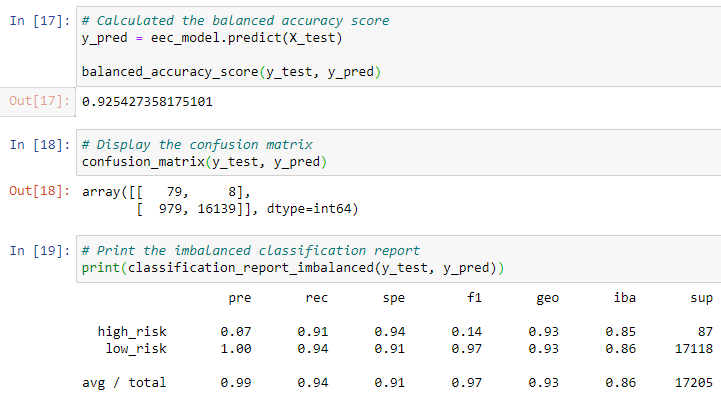 In [17]: # Calculated the balanced accuracy score
y_pred = eec_model.predict(X_test)
balanced_accuracy_score(y_test, y_pred)
Out[17]: 0.925427358175101
In [18]: # Display the confusion matrix
confusion_matrix(y_test, y_pred)
Out[18]: array([[   79,     8],
       [  979, 16139]], dtype=int64)
In [19]: # Print the imbalanced classification report
print(classification_report_imbalanced(y_test, y_pred))
pre rec spe f1 geo iba sup
high_risk 0.07 0.91 0.94 0.14 0.93 0.85 87
low_risk 1.00 0.94 0.91 0.97 0.93 0.86 17118
avg / total 0.99 0.94 0.91 0.97 0.93 0.86 17205